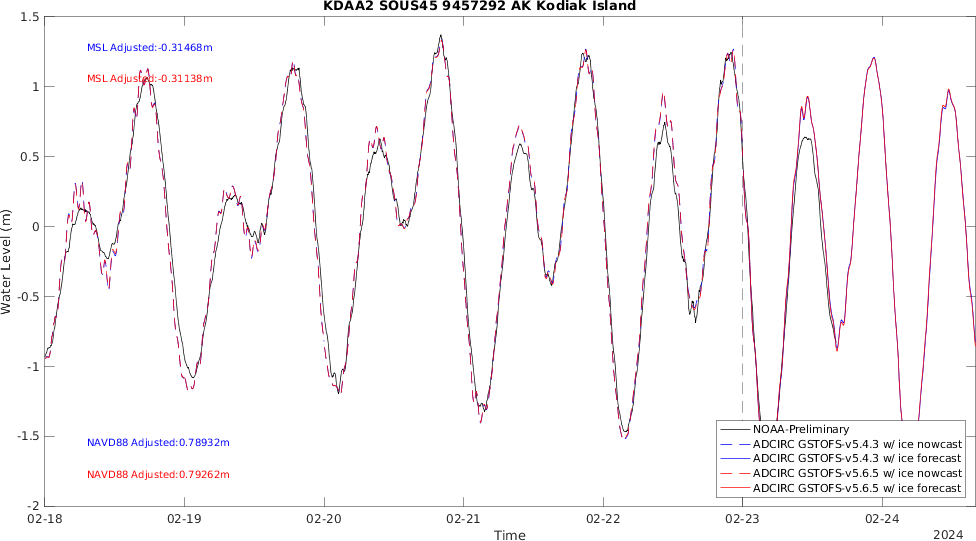 KDAA2 SOUS45 9457292 AK Kodiak Island
1.5
MSL Adjusted:-0.31468m
MSL Adjusted:-0.31138m
1
0.5
Water Level (m)
0
-0.5
-1
-1.5
NAVD88 Adjusted:0.78932m
NAVD88 Adjusted:0.79262m
NOAA-Preliminary
ADCIRC GSTOFS-v5.4.3 w/ ice nowcast
ADCIRC GSTOFS-v5.4.3 w/ ice forecast
ADCIRC GSTOFS-v5.6.5 w/ ice nowcast
ADCIRC GSTOFS-v5.6.5 w/ ice forecast
-2
02-18 02-19 02-20 02-21 02-22 02-23 02-24
Time
2024